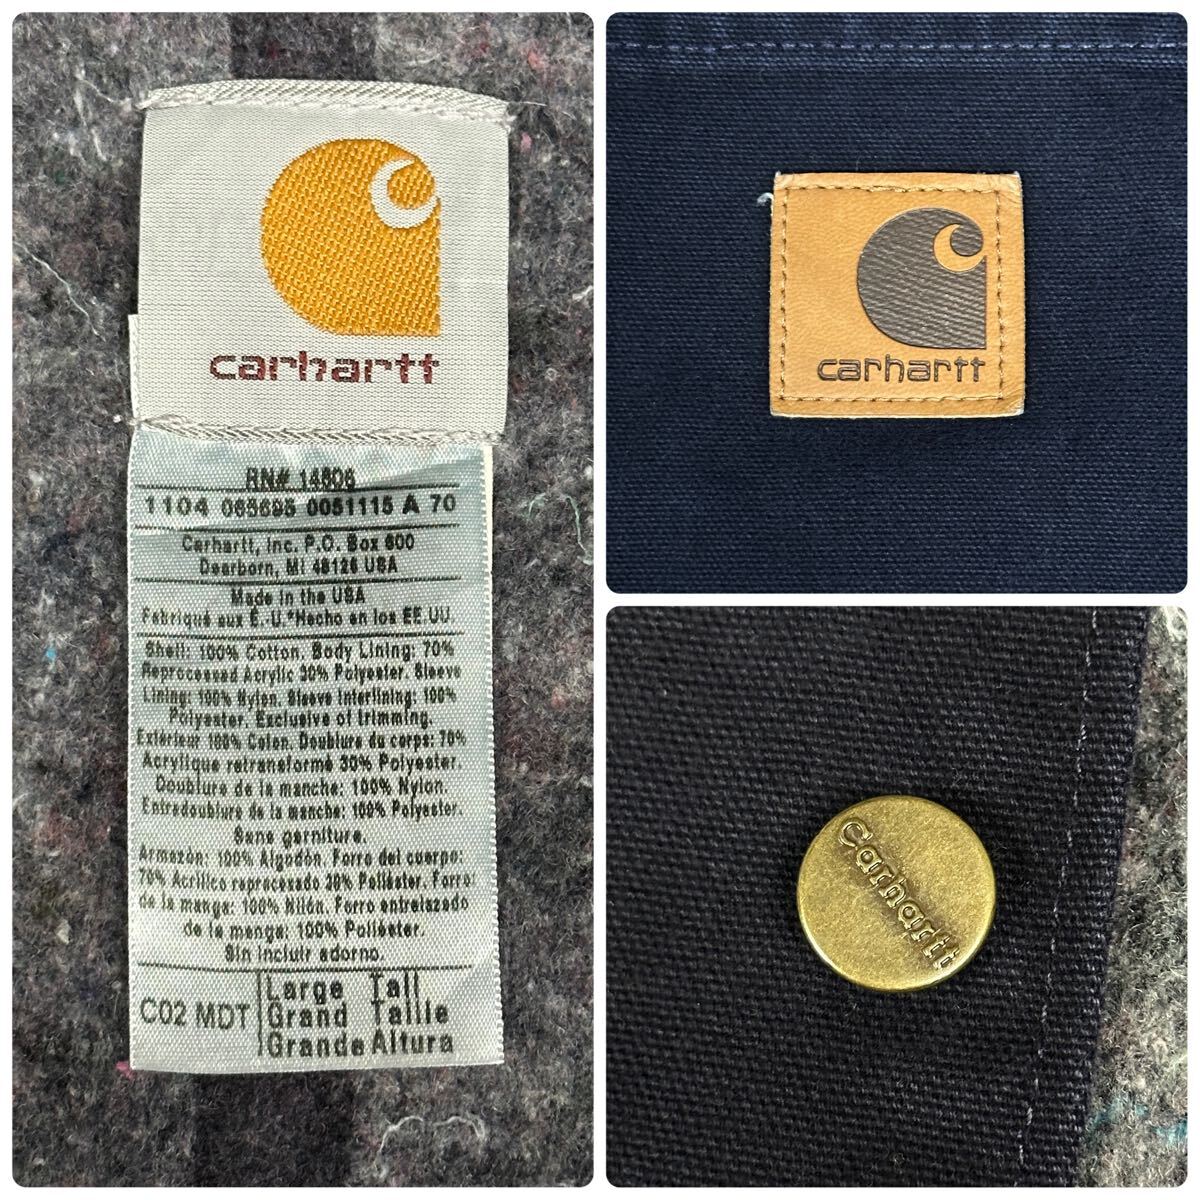 carhartt
RN# 14806
1104 065695 0051115 A 70
Carhartt, Inc. P.O. Box 600
Dearborn, MI 48126 USA
Made in the USA
Fabriqué aux E.-U.*Hecho en los EE.UU.
Shell: 100% Cotton. Body Lining: 70%
Reprocessed Acrylic 30% Polyester. Sleeve
Lining: 100% Nylon. Sleeve Interlining: 100%
Polyester. Exclusive of trimming.
Exterieur 100% Coton. Doublure du corps: 70%
Acrylique retransformé 30% Polyester.
Doublure de la manche: 100% Nylon.
Entredoublure de la manche: 100% Polyester.
Sans garniture.
Armazón: 100% Algodón. Forro del cuerpo:
70% Acrílico reprocesado 30% Poliéster. Forro
de la manga: 100% Nilón. Forro entrelazado
de la manga: 100% Poliéster.
Sin incluir adorno.
C02 MDT
Large Tall
Grand Taille
Grande Altura
carhartt
Carhartt